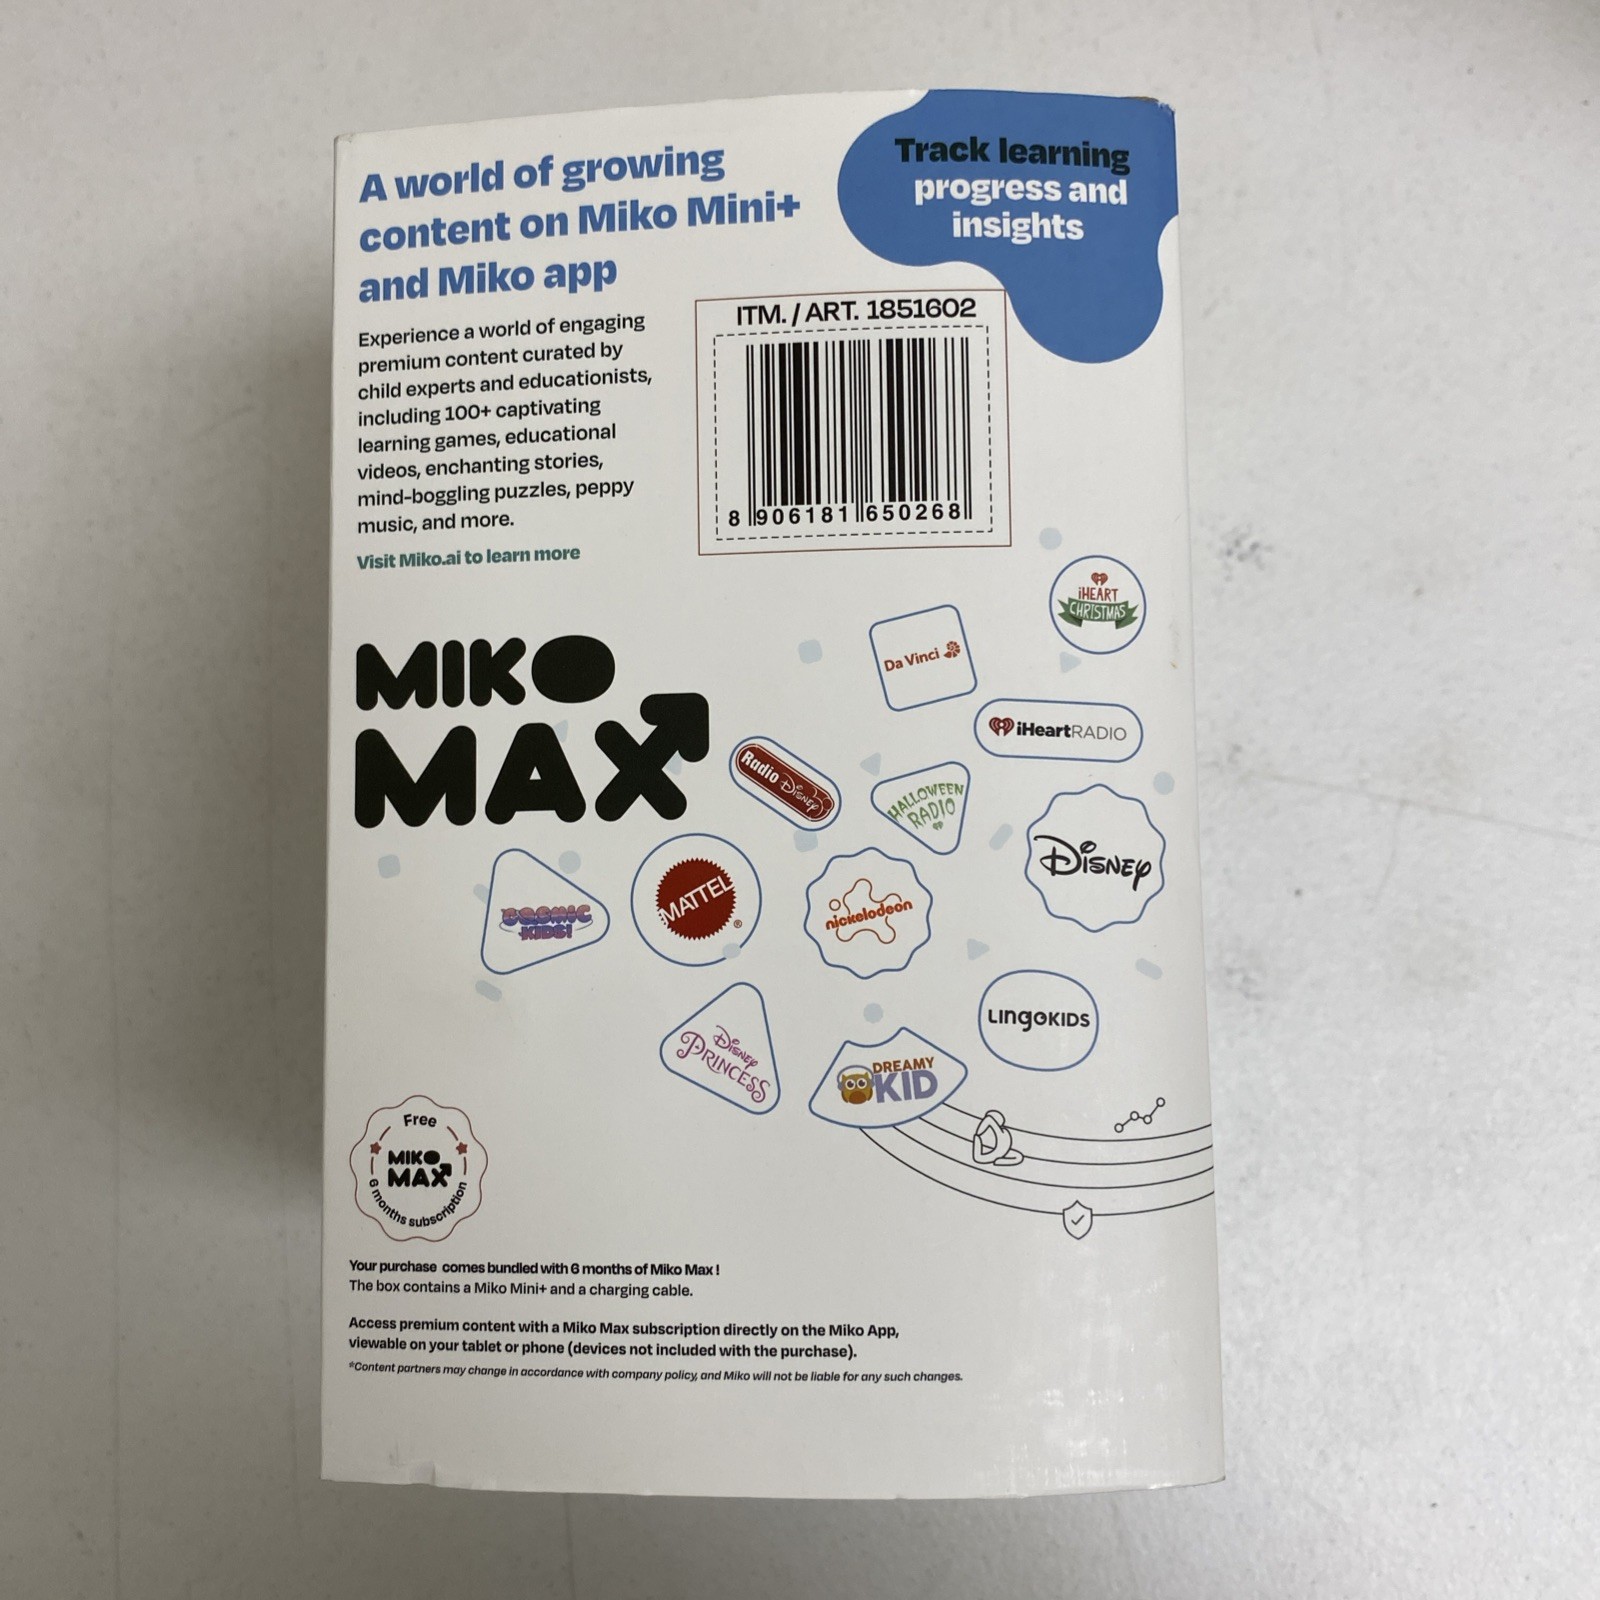 A world of growing
content on Miko Mini+
and Miko app
Track learning
progress and
insights
Experience a world of engaging
premium content curated by
child experts and educationists,
including 100+ captivating
learning games, educational
videos, enchanting stories,
mind-boggling puzzles, peppy
music, and more.
Visit Miko.ai to learn more
ITM. / ART. 1851602
8 906181 650268
MIKO
MAX
iHEART
CHRISTMAS
Da Vinci
iHeartRADIO
Radio Disney
HALLOWEEN
RADIO
Disney
COSMIC
KIDS!
MATTEL®
nickelodeon
Disney
PRINCESS
DREAMY
KID
LINGOKIDS
Free
MIKO
MAX
6 months subscription
Your purchase comes bundled with 6 months of Miko Max !
The box contains a Miko Mini+ and a charging cable.
Access premium content with a Miko Max subscription directly on the Miko App,
viewable on your tablet or phone (devices not included with the purchase).
*Content partners may change in accordance with company policy, and Miko will not be liable for any such changes.